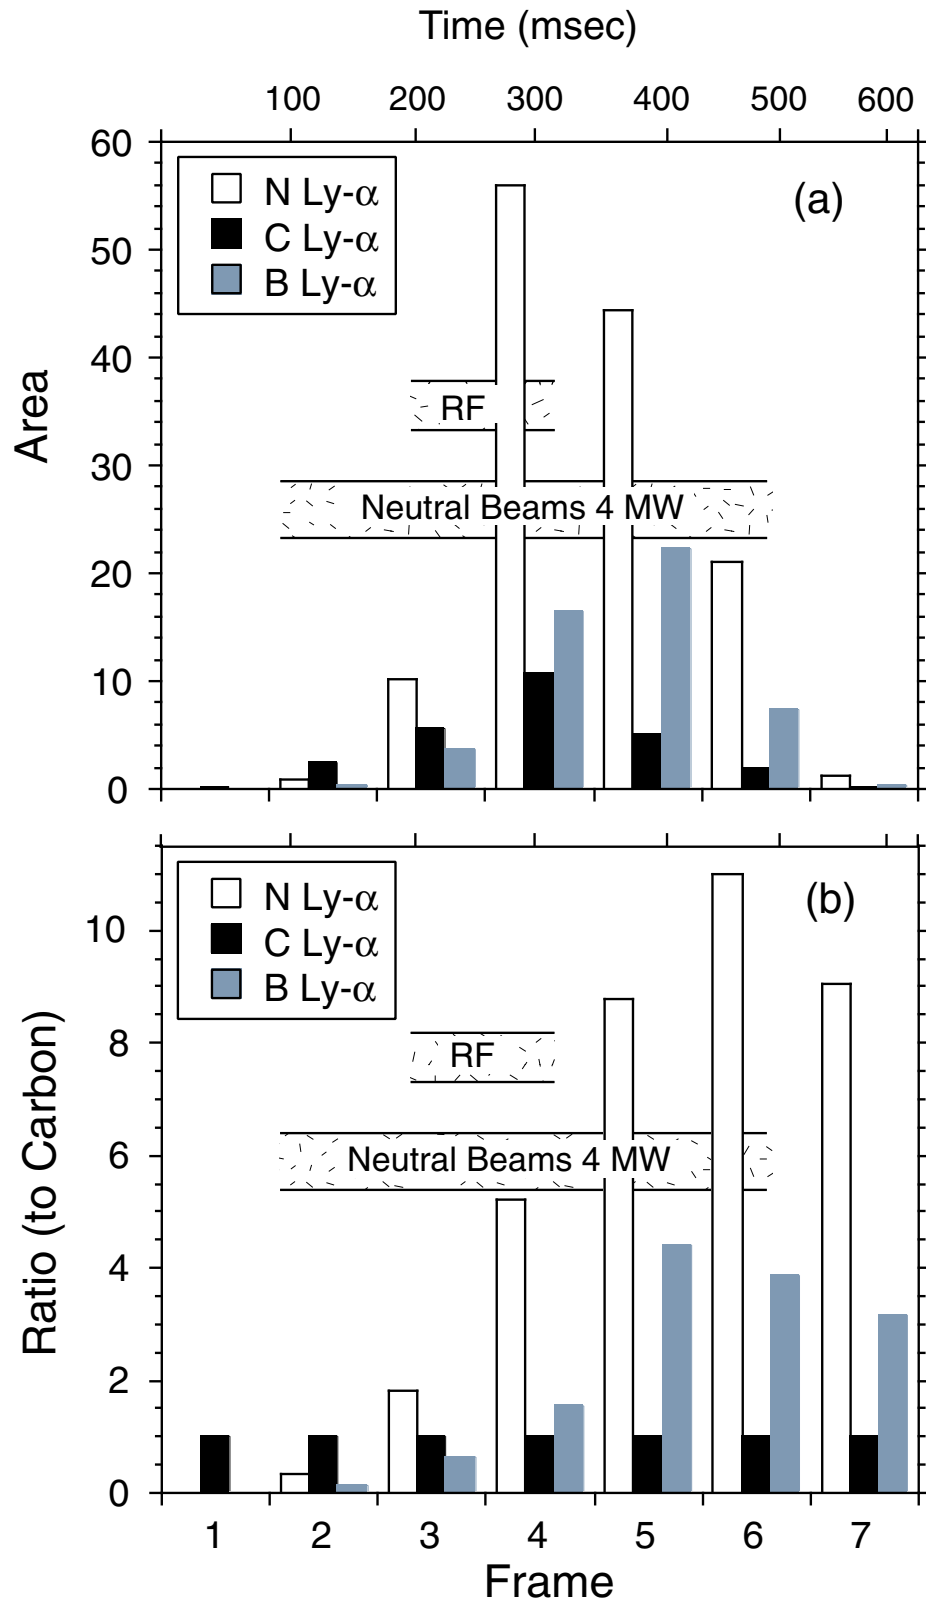 Time (msec)
100 200 300 400 500 600
60
50
40
30
20
10
0
Area
N Ly-α
C Ly-α
B Ly-α
(a)
RF
Neutral Beams 4 MW
10
8
6
4
2
0
Ratio (to Carbon)
N Ly-α
C Ly-α
B Ly-α
(b)
RF
Neutral Beams 4 MW
1 2 3 4 5 6 7
Frame